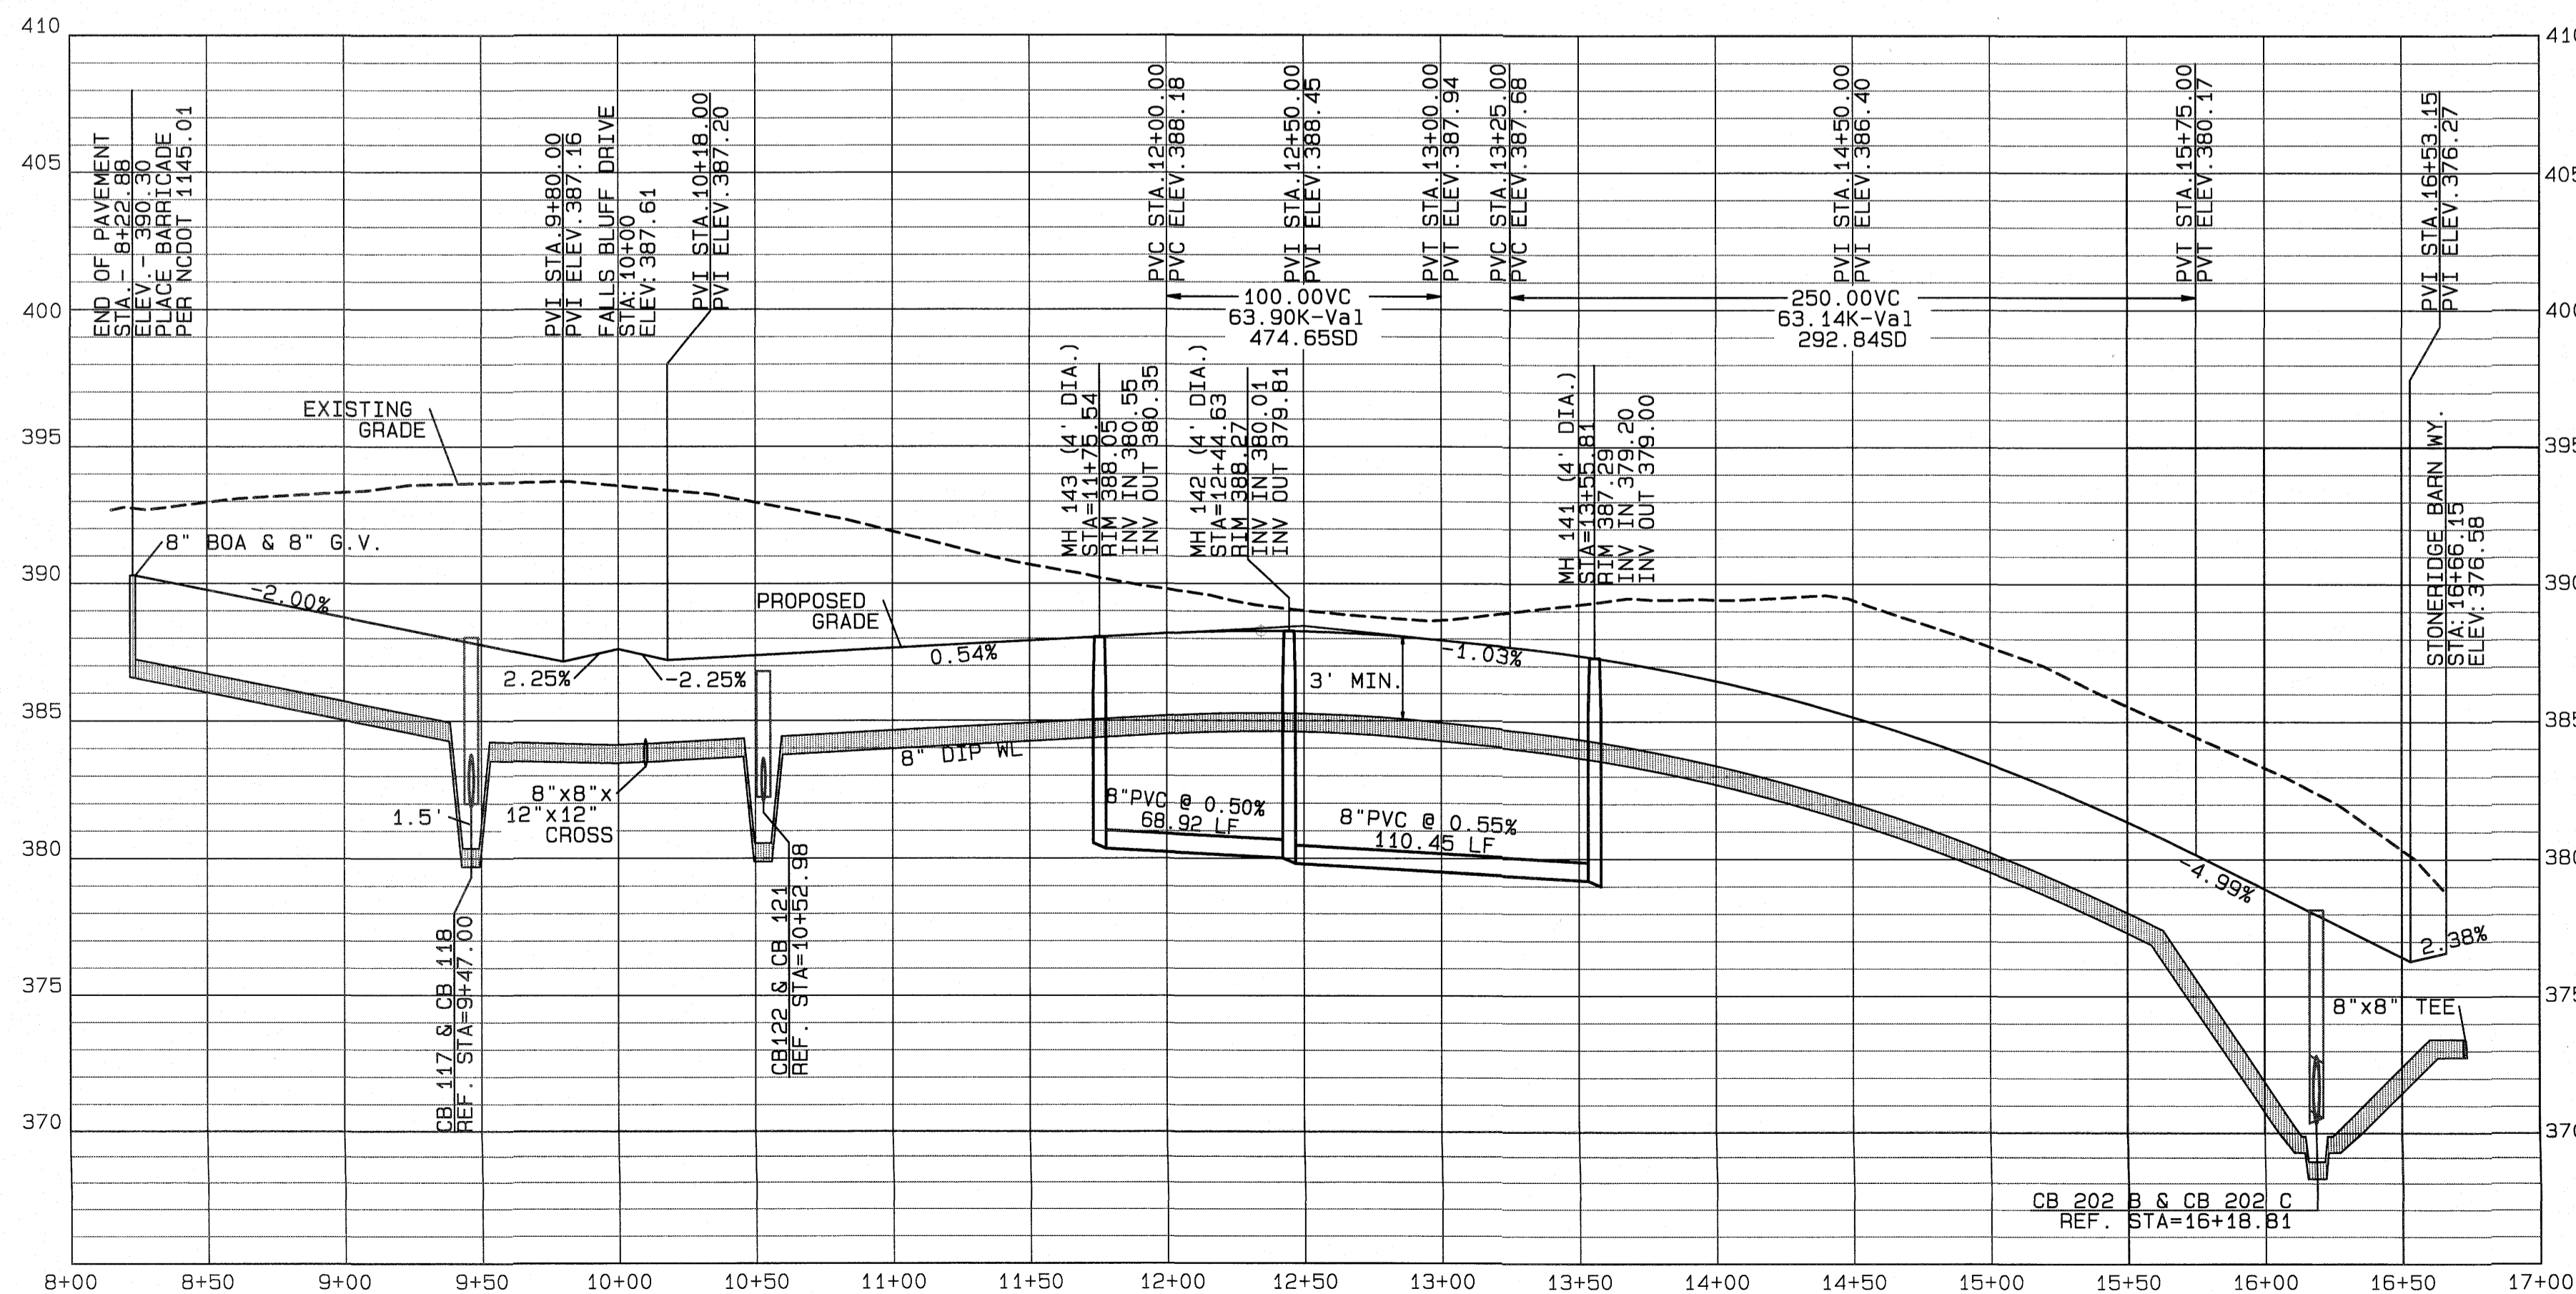 410
405
400
395
390
385
380
375
370
END OF PAVEMENT
STA.- 8+22.88
ELEV.- 390.30
PLACE BARRICADE
PER NCDOT 1145.01
PVI STA.9+80.00
PVI ELEV.387.16
FALLS BLUFF DRIVE
STA:10+00
ELEV:387.61
PVI STA.10+18.00
PVI ELEV.387.20
PVC STA.12+00.00
PVC ELEV.388.18
PVI STA.12+50.00
PVI ELEV.388.45
PVT STA.13+00.00
PVT ELEV.387.94
PVC STA.13+25.00
PVC ELEV.387.68
PVI STA.14+50.00
PVI ELEV.386.40
PVT STA.15+75.00
PVT ELEV.380.17
PVI STA.16+53.15
PVI ELEV.376.27
100.00VC
63.90K-Val
474.65SD
250.00VC
63.14K-Val
292.84SD
MH 143 (4' DIA.)
STA=11+75.54
RIM 388.05
INV IN 380.55
INV OUT 380.35
MH 142 (4' DIA.)
STA=12+44.63
RIM 388.27
INV IN 380.01
INV OUT 379.81
MH 141 (4' DIA.)
STA=13+55.81
RIM 387.29
INV IN 379.20
INV OUT 379.00
STONERIDGE BARN WY.
STA:16+66.15
ELEV:376.58
EXISTING
GRADE
8" BOA & 8" G.V.
-2.00%
PROPOSED
GRADE
2.25%
-2.25%
0.54%
3' MIN.
-1.03%
8" DIP WL
8"x8"x
12"x12"
CROSS
1.5'
8"PVC @ 0.50%
68.92 LF
8"PVC @ 0.55%
110.45 LF
-4.99%
2.38%
8"x8" TEE
CB 117 & CB 118
REF. STA=9+47.00
CB122 & CB 121
REF. STA=10+52.98
CB 202 B & CB 202 C
REF. STA=16+18.81
410
405
400
395
390
385
380
375
370
8+00 8+50 9+00 9+50 10+00 10+50 11+00 11+50 12+00 12+50 13+00 13+50 14+00 14+50 15+00 15+50 16+00 16+50 17+00